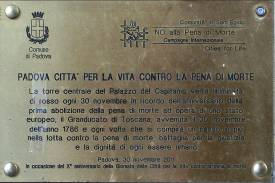 Comune
di Padova
Comunità di Sant'Egidio
NO alla Pena di Morte
Campagna Internazionale
Cities for Life
PADOVA CITTA' PER LA VITA CONTRO LA PENA DI MORTE
La torre centrale del Palazzo del Capitanio viene illuminata
di rosso ogni 30 novembre in ricordo dell'anniversario della
prima abolizione della pena di morte ad opera di uno stato
europeo, il Granducato di Toscana, avvenuta il 30 novembre
dell'anno 1786 e ogni volta che si compia un passo
nella lotta contro la pena di morte, battaglia per la giustizia
e la dignità di ogni essere umano.
Padova, 30 novembre 2011
In occasione del X° anniversario della Giornata delle Città per la Vita contro la pena di morte